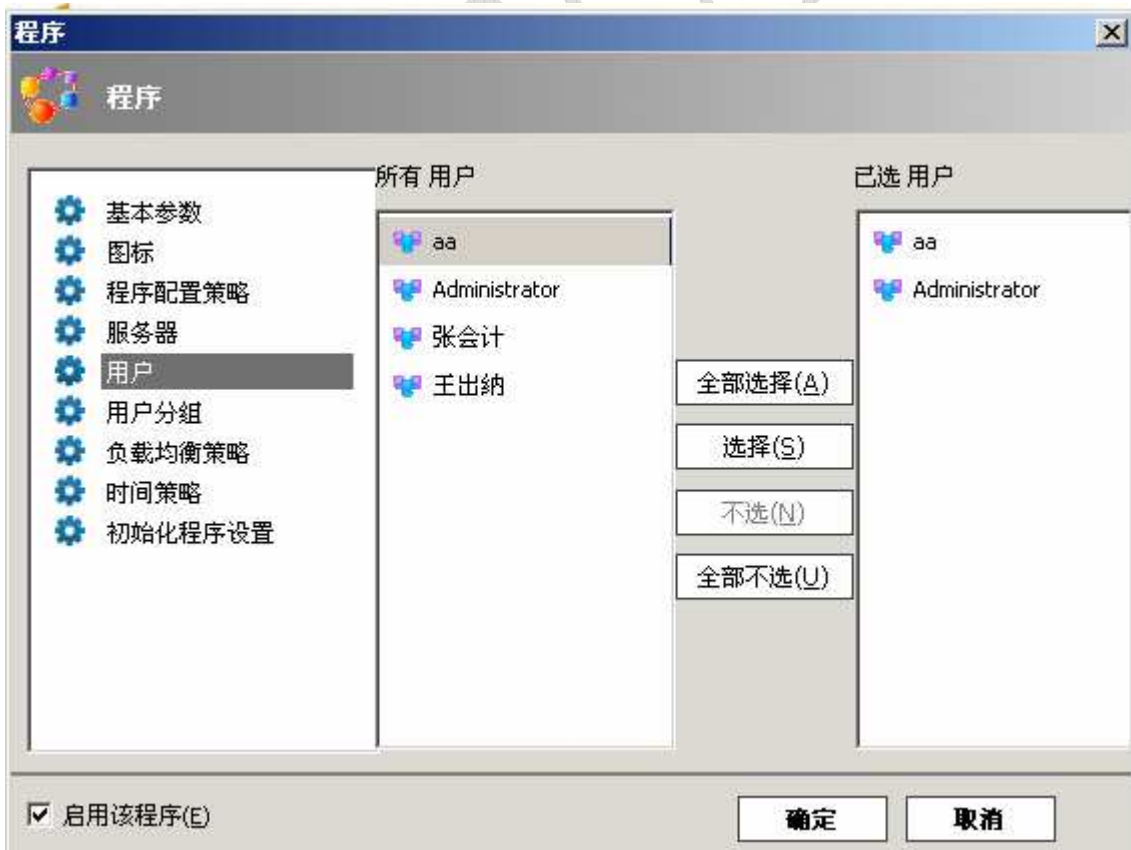 程序
程序
基本参数
图标
程序配置策略
服务器
用户
用户分组
负载均衡策略
时间策略
初始化程序设置
所有 用户
aa
Administrator
张会计
王出纳
全部选择(A)
选择(S)
不选(N)
全部不选(U)
已选 用户
aa
Administrator
启用该程序(E)
确定
取消